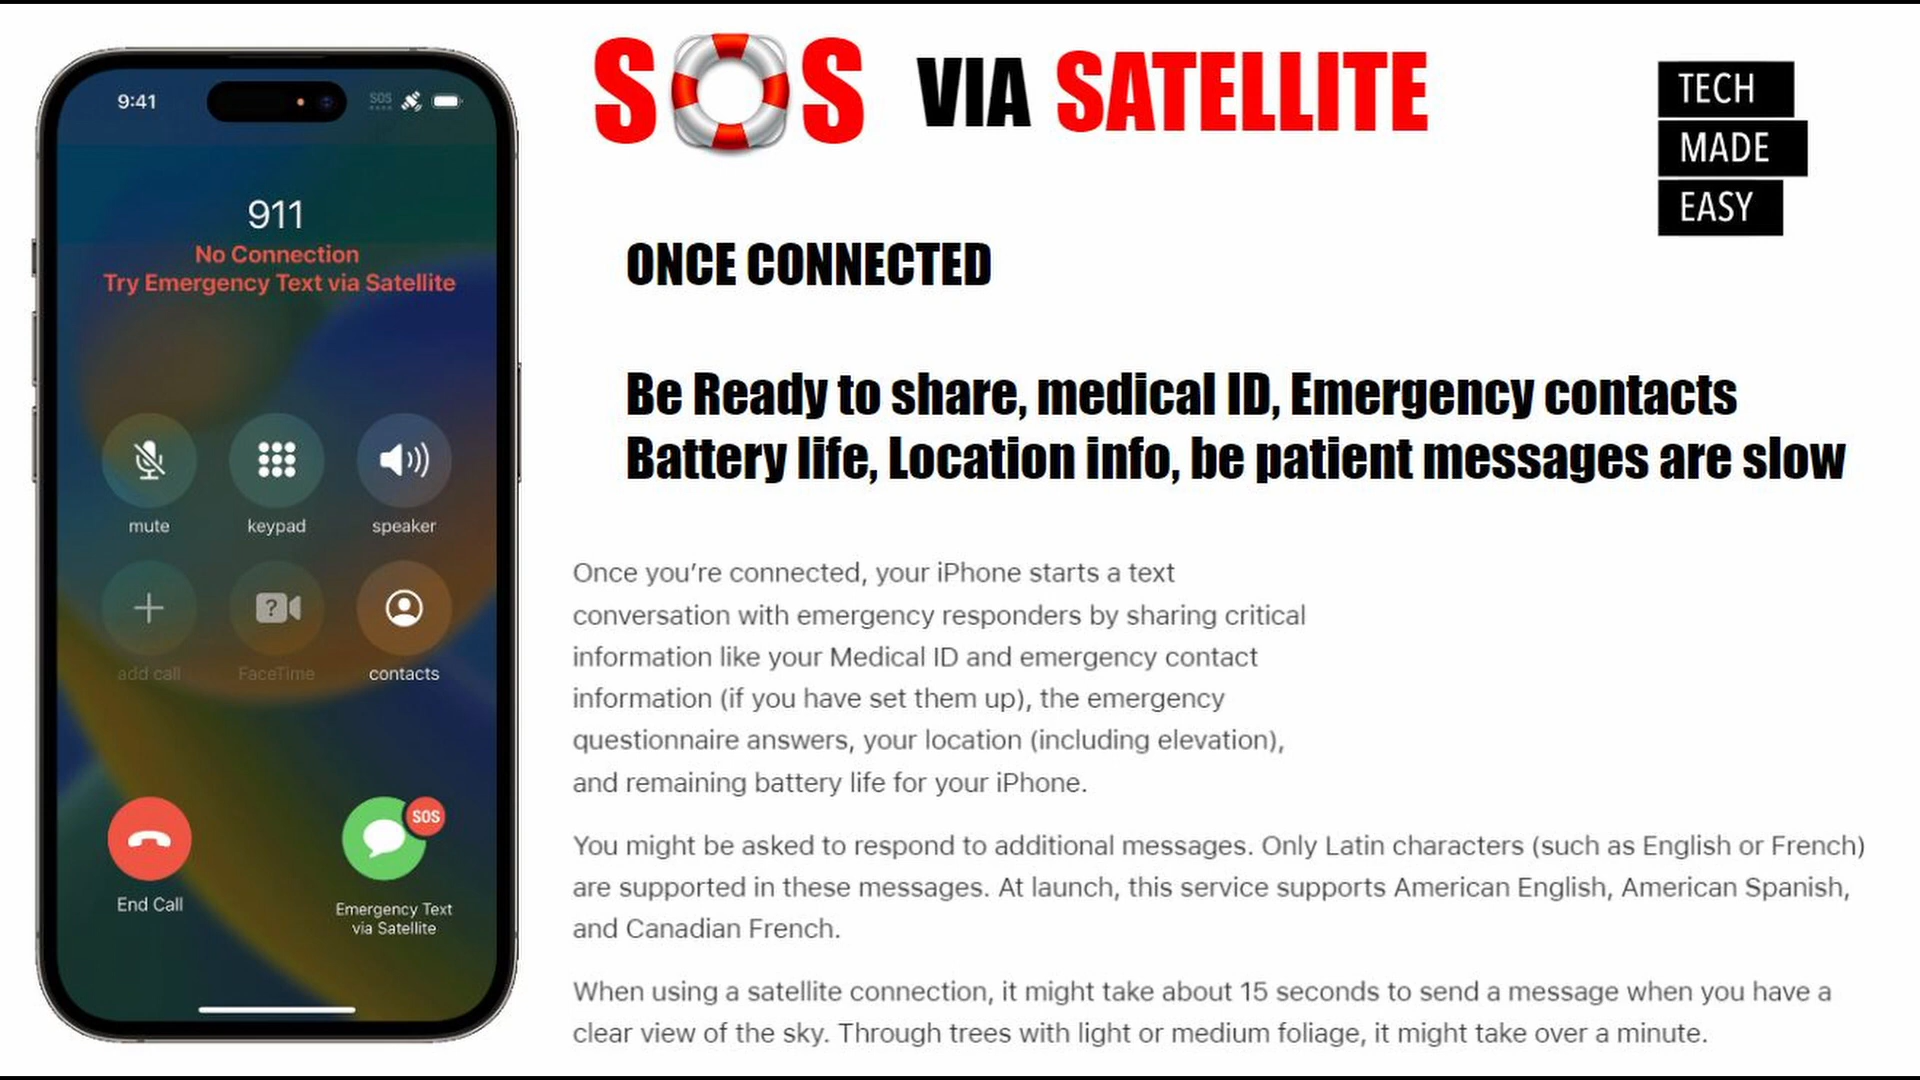 9:41
SOS
911
No Connection
Try Emergency Text via Satellite
mute
keypad
speaker
add call
FaceTime
contacts
SOS
End Call
Emergency Text
via Satellite
SOS VIA SATELLITE
TECH
MADE
EASY
ONCE CONNECTED
Be Ready to share, medical ID, Emergency contacts
Battery life, Location info, be patient messages are slow
Once you’re connected, your iPhone starts a text
conversation with emergency responders by sharing critical
information like your Medical ID and emergency contact
information (if you have set them up), the emergency
questionnaire answers, your location (including elevation),
and remaining battery life for your iPhone.
You might be asked to respond to additional messages. Only Latin characters (such as English or French)
are supported in these messages. At launch, this service supports American English, American Spanish,
and Canadian French.
When using a satellite connection, it might take about 15 seconds to send a message when you have a
clear view of the sky. Through trees with light or medium foliage, it might take over a minute.